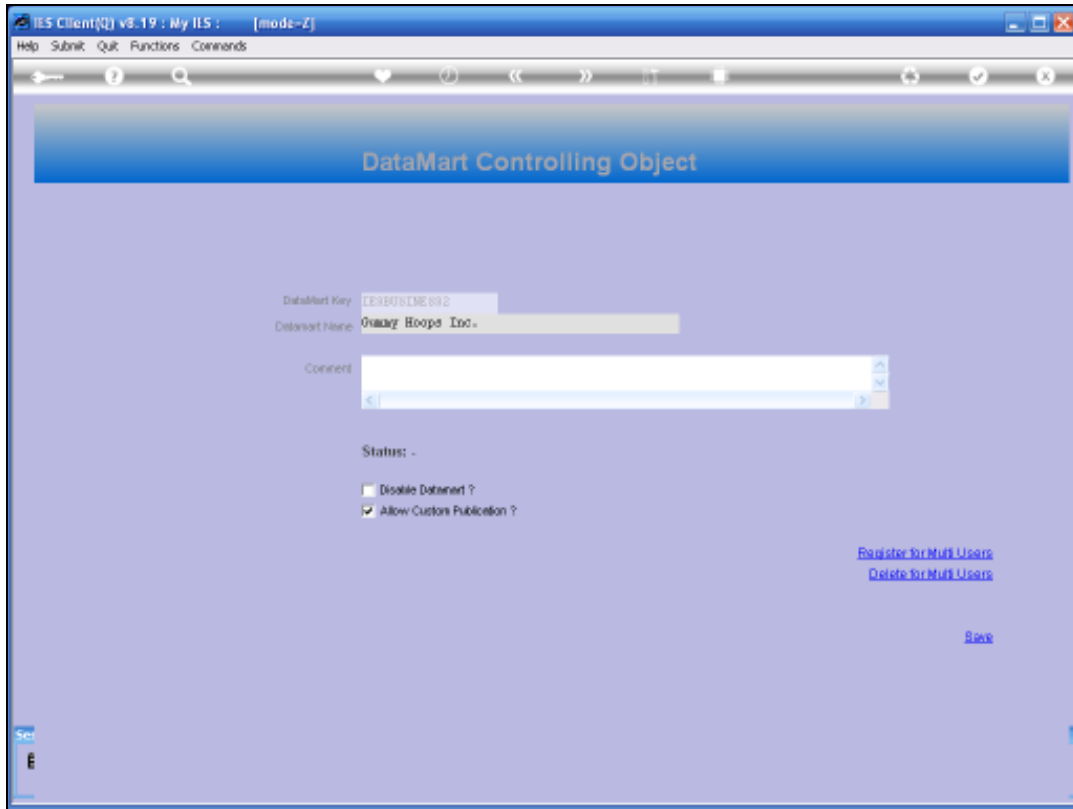 IES Client(Q) v8.19 : My IES : [mode=Z]
Help Submit Quit Functions Commands
DataMart Controlling Object
DataMart Key IESBUSINESS2
Datamart Name Gummy Hoops Inc.
Comment
Status: -
Disable Datamart ?
Allow Custom Publication ?
Register for Multi Users
Delete for Multi Users
Save